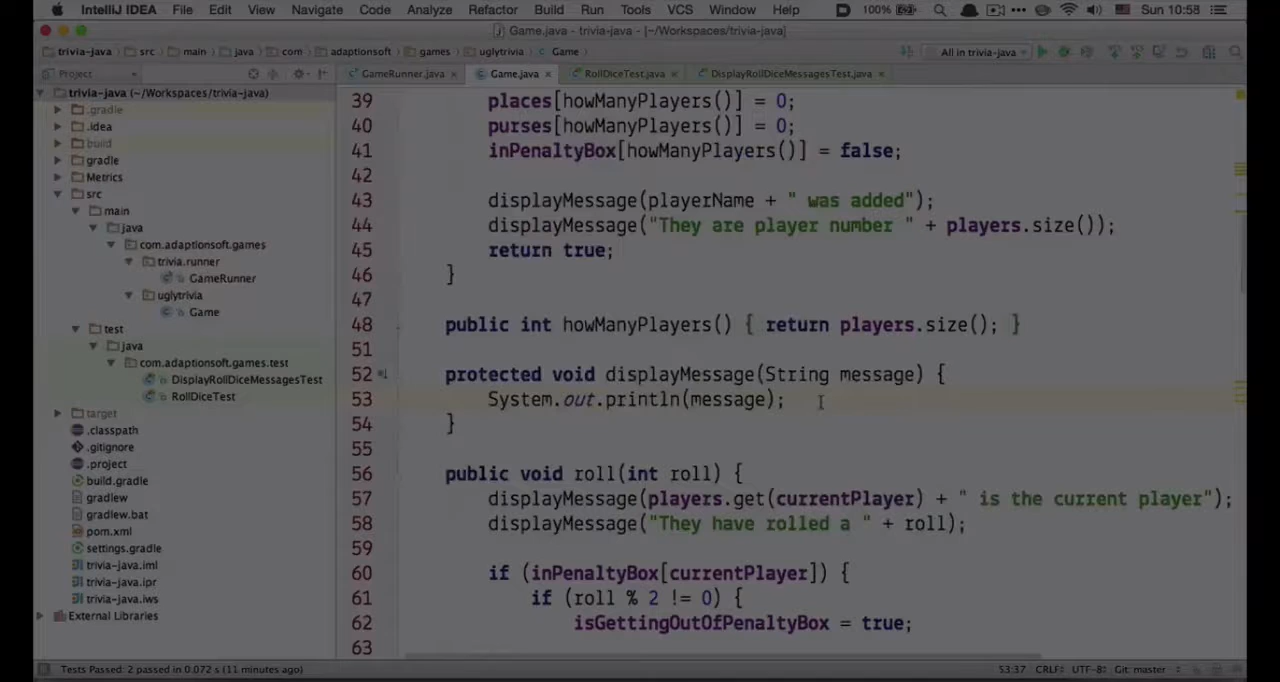 IntelliJ IDEA File Edit View Navigate Code Analyze Refactor Build Run Tools VCS Window Help 100% Sun 10:58
Game.java - trivia-java - [~/Workspaces/trivia-java]
trivia-java src main java com adaptionsoft games uglytrivia Game All in trivia-java
Project GameRunner.java Game.java RollDiceTest.java DisplayRollDiceMessagesTest.java
trivia-java (~/Workspaces/trivia-java)
.gradle
.idea
build
gradle
Metrics
src
main
java
com.adaptionsoft.games
trivia.runner
GameRunner
uglytrivia
Game
test
java
com.adaptionsoft.games.test
DisplayRollDiceMessagesTest
RollDiceTest
target
.classpath
.gitignore
.project
build.gradle
gradlew
gradlew.bat
pom.xml
settings.gradle
trivia-java.iml
trivia-java.ipr
trivia-java.iws
External Libraries
39 places[howManyPlayers()] = 0;
40 purses[howManyPlayers()] = 0;
41 inPenaltyBox[howManyPlayers()] = false;
42
43 displayMessage(playerName + " was added");
44 displayMessage("They are player number " + players.size());
45 return true;
46 }
47
48 public int howManyPlayers() { return players.size(); }
51
52 protected void displayMessage(String message) {
53 System.out.println(message);
54 }
55
56 public void roll(int roll) {
57 displayMessage(players.get(currentPlayer) + " is the current player");
58 displayMessage("They have rolled a " + roll);
59
60 if (inPenaltyBox[currentPlayer]) {
61 if (roll % 2 != 0) {
62 isGettingOutOfPenaltyBox = true;
63
Tests Passed: 2 passed in 0.072 s (11 minutes ago) 53:37 CRLF UTF-8 Git: master